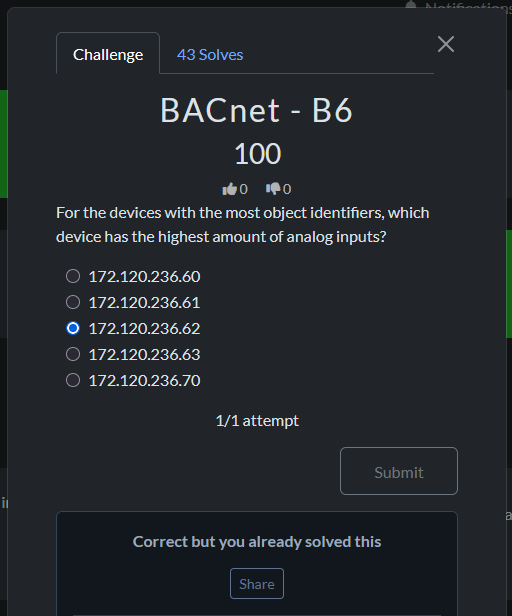 Notifications
Challenge
43 Solves
BACnet - B6
100
0
0
For the devices with the most object identifiers, which
device has the highest amount of analog inputs?
172.120.236.60
172.120.236.61
172.120.236.62
172.120.236.63
172.120.236.70
1/1 attempt
Submit
Correct but you already solved this
Share